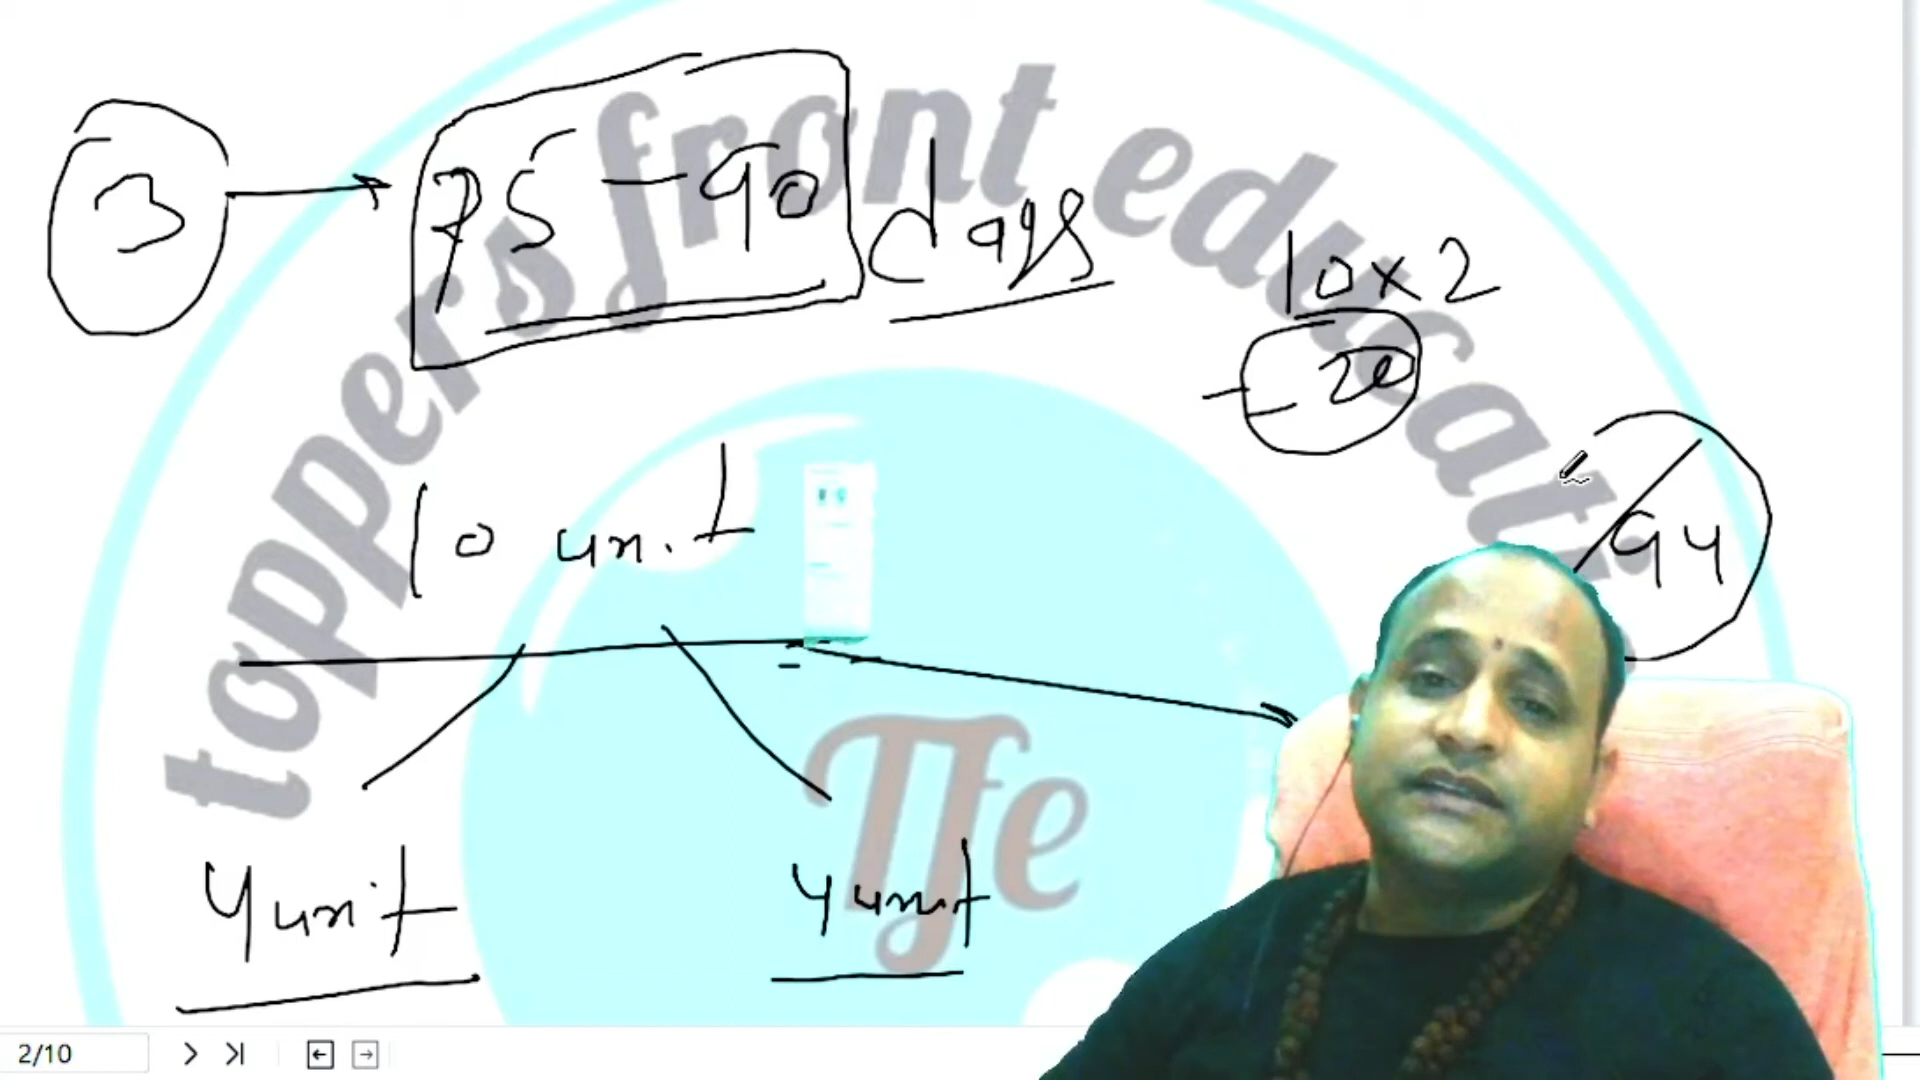 toppers front education
3 → 75 - 90 days
10 x 2
= 20
94
10 unit
4 unit 4 unit
Tfe
2/10